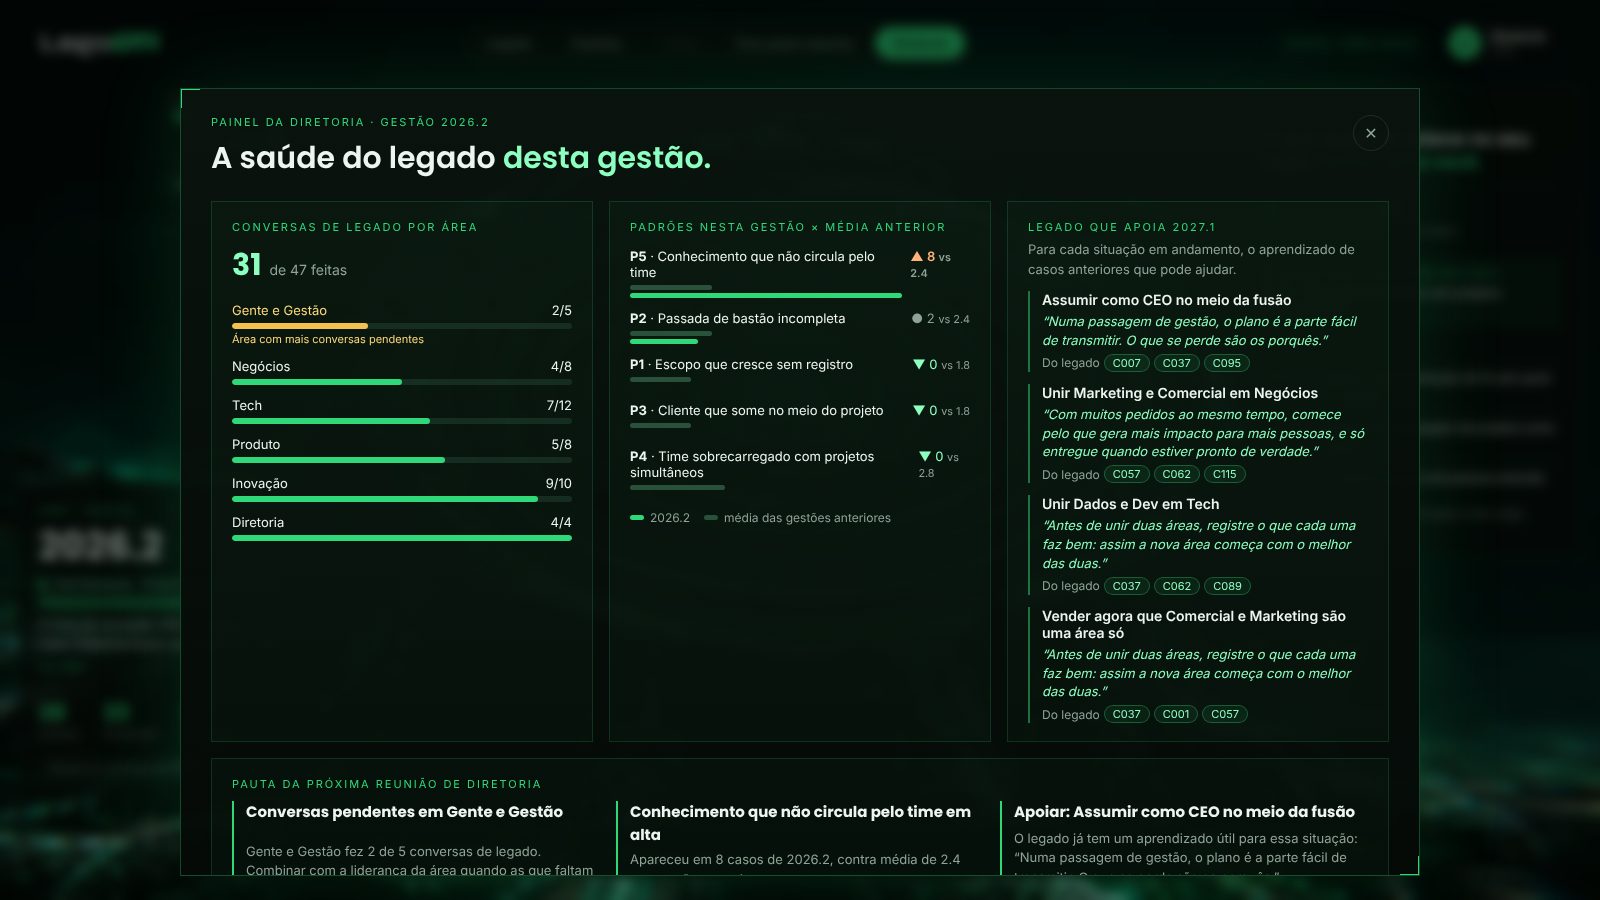 PAINEL DA DIRETORIA · GESTÃO 2026.2
A saúde do legado desta gestão.
CONVERSAS DE LEGADO POR ÁREA
31 de 47 feitas
Gente e Gestão 2/5
Área com mais conversas pendentes
Negócios 4/8
Tech 7/12
Produto 5/8
Inovação 9/10
Diretoria 4/4
PADRÕES NESTA GESTÃO × MÉDIA ANTERIOR
P5 · Conhecimento que não circula pelo ▲ 8 vs
time 2.4
P2 · Passada de bastão incompleta ● 2 vs 2.4
P1 · Escopo que cresce sem registro ▼ 0 vs 1.8
P3 · Cliente que some no meio do projeto ▼ 0 vs 1.8
P4 · Time sobrecarregado com projetos ▼ 0 vs
simultâneos 2.8
2026.2 média das gestões anteriores
LEGADO QUE APOIA 2027.1
Para cada situação em andamento, o aprendizado de
casos anteriores que pode ajudar.
Assumir como CEO no meio da fusão
“Numa passagem de gestão, o plano é a parte fácil
de transmitir. O que se perde são os porquês.”
Do legado C007 C037 C095
Unir Marketing e Comercial em Negócios
“Com muitos pedidos ao mesmo tempo, comece
pelo que gera mais impacto para mais pessoas, e só
entregue quando estiver pronto de verdade.”
Do legado C057 C062 C115
Unir Dados e Dev em Tech
“Antes de unir duas áreas, registre o que cada uma
faz bem: assim a nova área começa com o melhor
das duas.”
Do legado C037 C062 C089
Vender agora que Comercial e Marketing são
uma área só
“Antes de unir duas áreas, registre o que cada uma
faz bem: assim a nova área começa com o melhor
das duas.”
Do legado C037 C001 C057
PAUTA DA PRÓXIMA REUNIÃO DE DIRETORIA
Conversas pendentes em Gente e Gestão
Gente e Gestão fez 2 de 5 conversas de legado.
Combinar com a liderança da área quando as que faltam
Conhecimento que não circula pelo time em
alta
Apareceu em 8 casos de 2026.2, contra média de 2.4
Apoiar: Assumir como CEO no meio da fusão
O legado já tem um aprendizado útil para essa situação:
“Numa passagem de gestão, o plano é a parte fácil de
2026.2